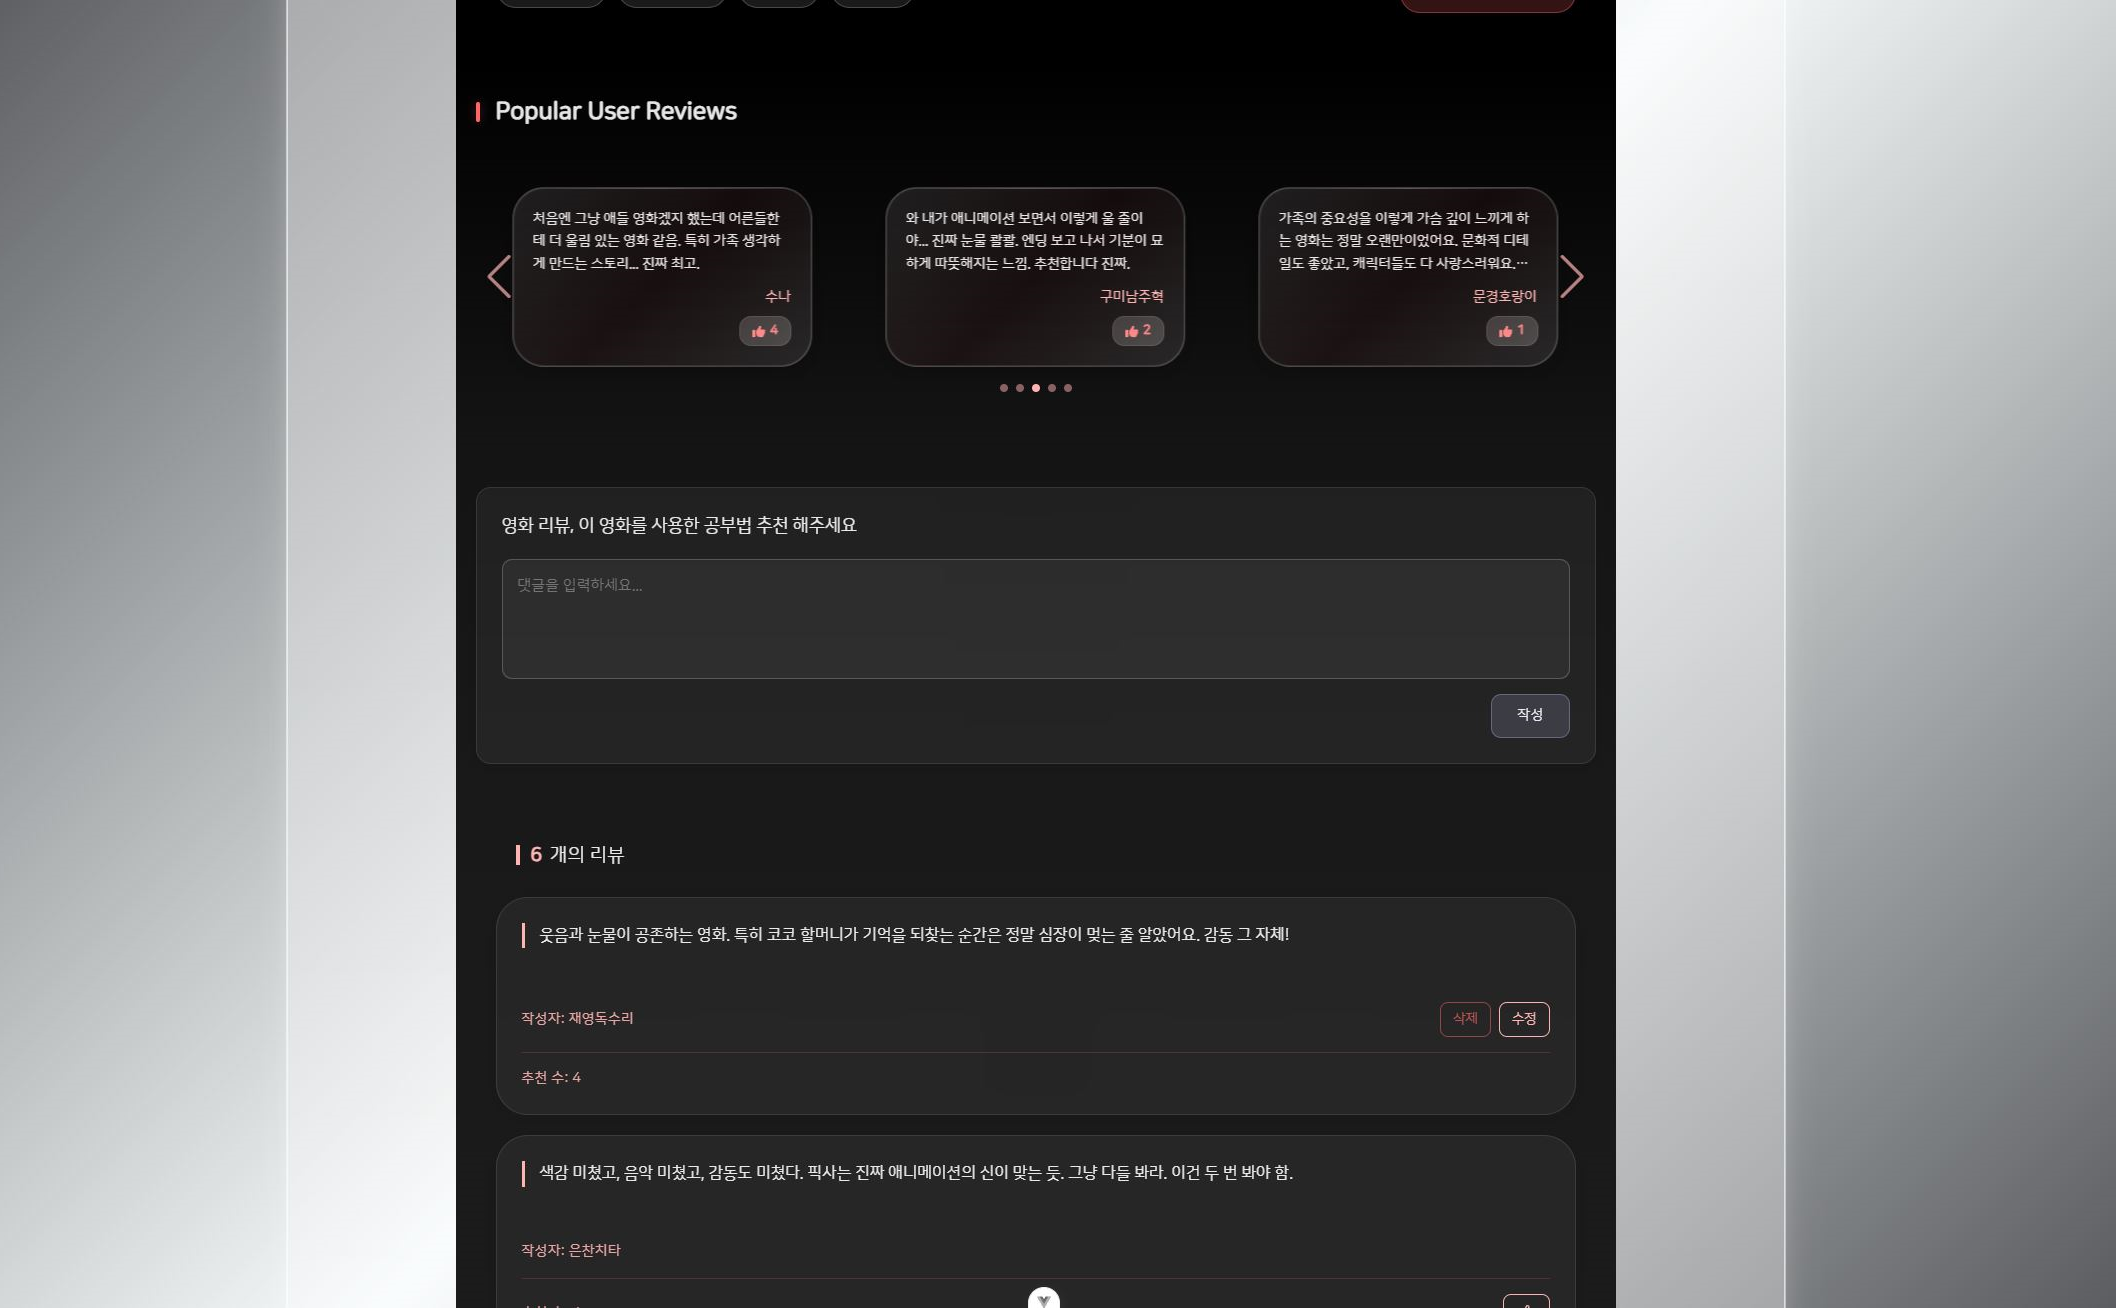 Popular User Reviews
처음엔 그냥 애들 영화겠지 했는데 어른들한
테 더 울림 있는 영화 같음. 특히 가족 생각하
게 만드는 스토리... 진짜 최고.
수나
4
와 내가 애니메이션 보면서 이렇게 울 줄이
야... 진짜 눈물 콸콸. 엔딩 보고 나서 기분이 묘
하게 따뜻해지는 느낌. 추천합니다 진짜.
구미남주혁
2
가족의 중요성을 이렇게 가슴 깊이 느끼게 하
는 영화는 정말 오랜만이었어요. 문화적 디테
일도 좋았고, 캐릭터들도 다 사랑스러워요.…
문경호랑이
1
영화 리뷰, 이 영화를 사용한 공부법 추천 해주세요
댓글을 입력하세요...
작성
6 개의 리뷰
웃음과 눈물이 공존하는 영화. 특히 코코 할머니가 기억을 되찾는 순간은 정말 심장이 멎는 줄 알았어요. 감동 그 자체!
작성자: 재영독수리
삭제
수정
추천 수: 4
색감 미쳤고, 음악 미쳤고, 감동도 미쳤다. 픽사는 진짜 애니메이션의 신이 맞는 듯. 그냥 다들 봐라. 이건 두 번 봐야 함.
작성자: 은찬치타